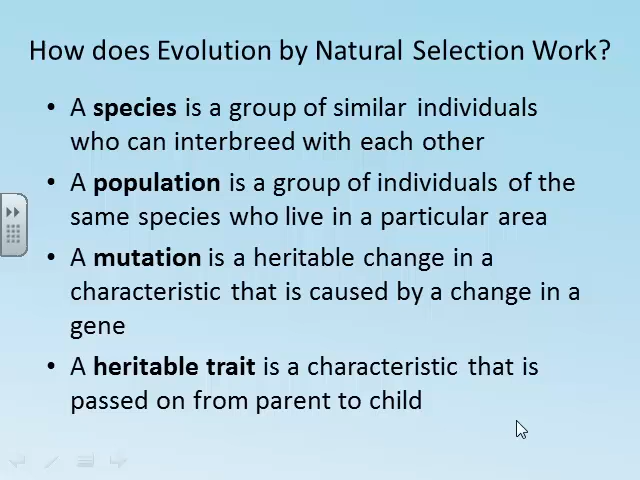 How does Evolution by Natural Selection Work?
• A species is a group of similar individuals
who can interbreed with each other
• A population is a group of individuals of the
same species who live in a particular area
• A mutation is a heritable change in a
characteristic that is caused by a change in a
gene
• A heritable trait is a characteristic that is
passed on from parent to child